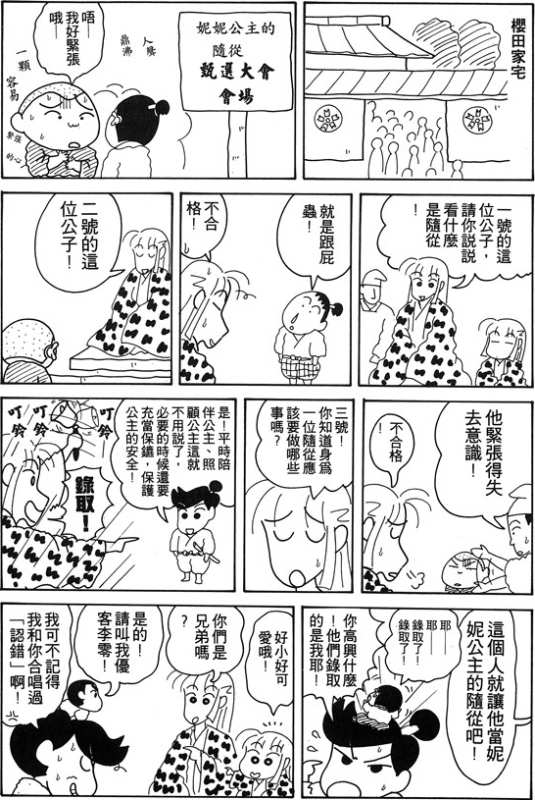 櫻田家宅
妮妮公主的
隨從
甄選大會
會場
人聲
鼎沸
唔—
我好緊張
哦—
一顆
容易
緊張
的心
一號的這
位公子,
請你說說
看什麼
是隨從
就是跟屁
蟲!
不合
格!
二號的這
位公子!
他緊張得失
去意識!
不合格
!
三號!
你知道身為
一位隨從應
該要做哪些
事嗎?
是!平時陪
伴公主、照
顧公主這就
不用說了,
必要的時候還要
充當保鑣,保護
公主的安全!
叮鈴
叮鈴
叮鈴
錄取!
這個人就讓他當妮
妮公主的隨從吧!
耶——
錄取了!
耶——
錄取了!
你高興什麼
!他們錄取
的是我耶!
好小好可
愛哦!
你們是
兄弟嗎
?
是的!
請叫我優
客李零!
我可不記得
我和你合唱過
「認錯」啊!